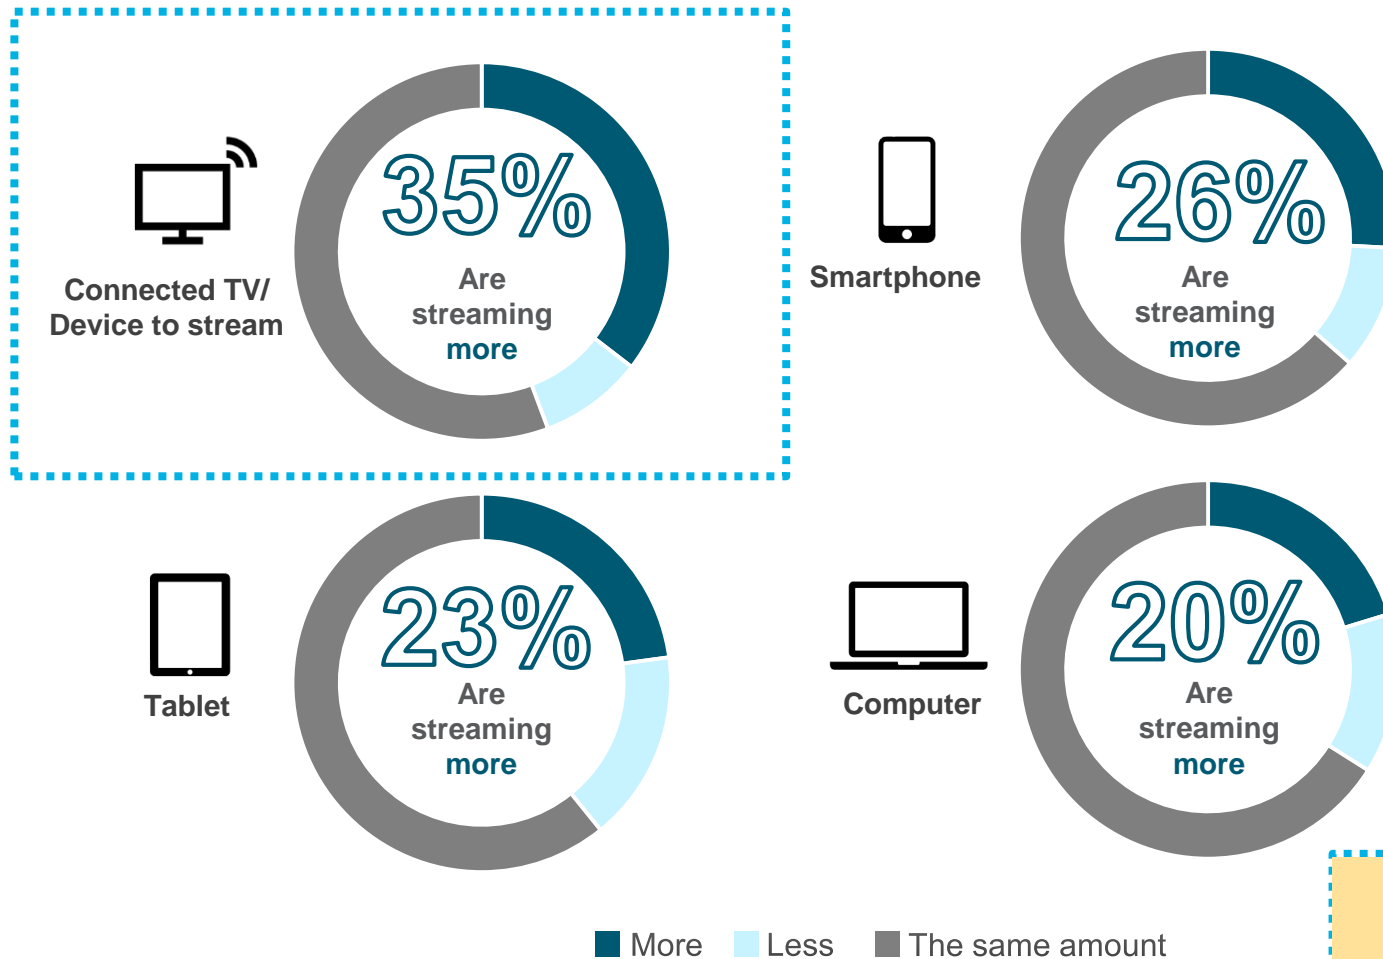 35%
Are
streaming
more
Connected TV/
Device to stream
26%
Are
streaming
more
Smartphone
23%
Are
streaming
more
Tablet
20%
Are
streaming
more
Computer
More Less The same amount